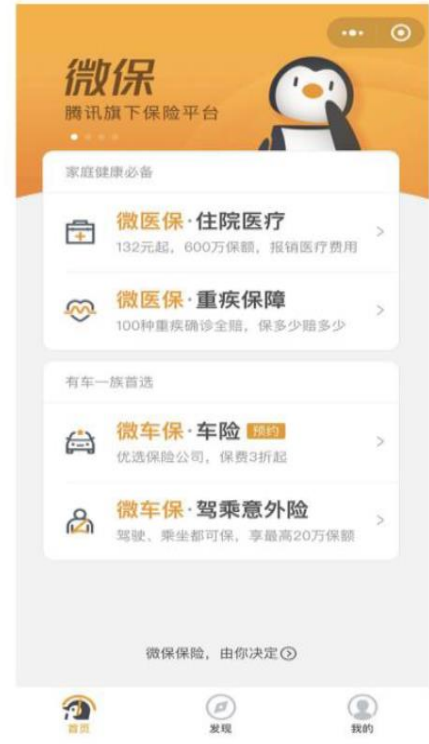 微保
腾讯旗下保险平台
家庭健康必备
微医保·住院医疗
132元起，600万保额，报销医疗费用
微医保·重疾保障
100种重疾确诊全赔，保多少赔多少
有车一族首选
微车保·车险 预约
优选保险公司，保费3折起
微车保·驾乘意外险
驾驶、乘坐都可保，享最高20万保额
微保保险，由你决定
首页 发现 我的